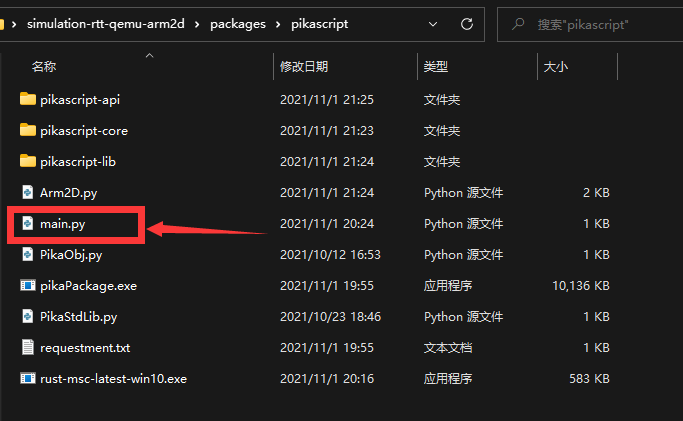 simulation-rtt-qemu-arm2d › packages › pikascript 搜索"pikascript"
名称 修改日期 类型 大小
pikascript-api 2021/11/1 21:25 文件夹
pikascript-core 2021/11/1 21:23 文件夹
pikascript-lib 2021/11/1 21:24 文件夹
Arm2D.py 2021/11/1 21:24 Python 源文件 2 KB
main.py 2021/11/1 20:24 Python 源文件 1 KB
PikaObj.py 2021/10/12 16:53 Python 源文件 1 KB
pikaPackage.exe 2021/11/1 19:55 应用程序 10,136 KB
PikaStdLib.py 2021/10/23 18:46 Python 源文件 1 KB
requestment.txt 2021/11/1 19:55 文本文档 1 KB
rust-msc-latest-win10.exe 2021/11/1 20:16 应用程序 583 KB